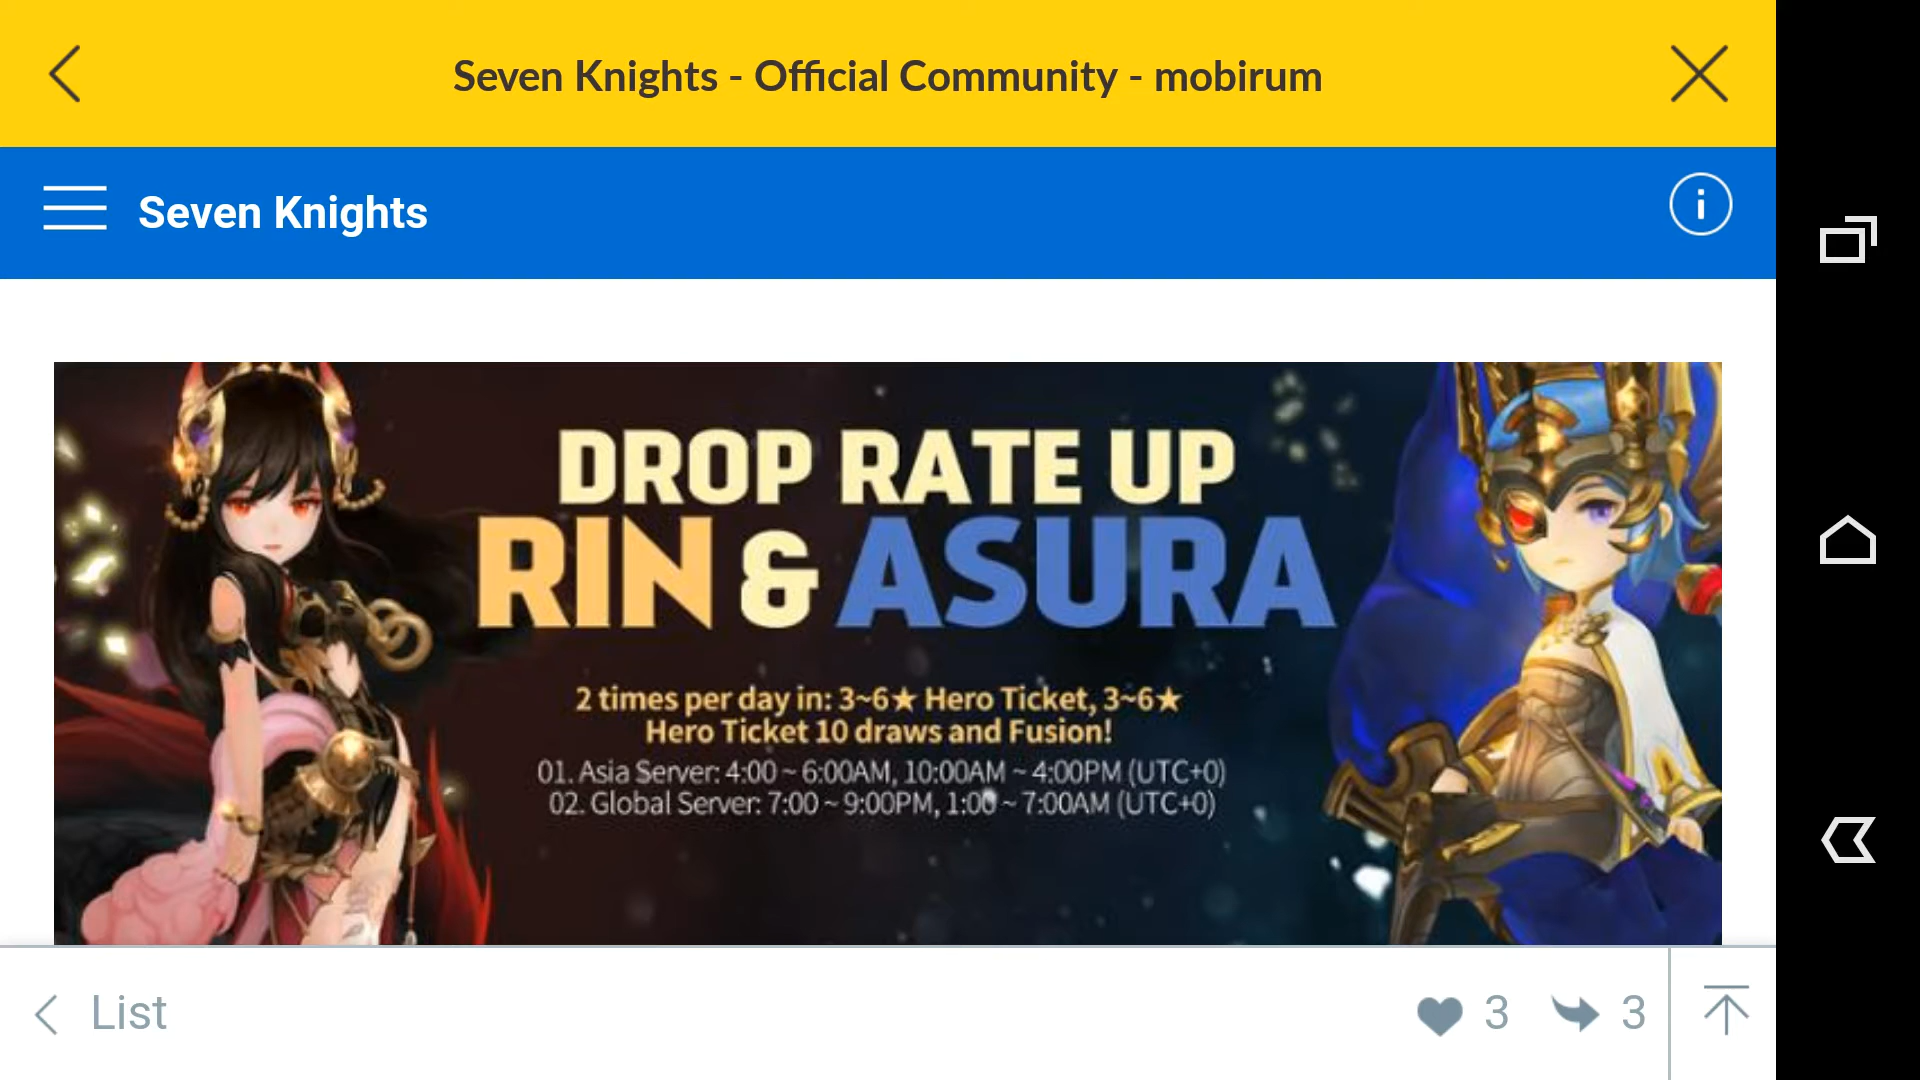 Seven Knights - Official Community - mobirum
Seven Knights
DROP RATE UP
RIN & ASURA
2 times per day in: 3~6★ Hero Ticket, 3~6★
Hero Ticket 10 draws and Fusion!
01. Asia Server: 4:00 ~ 6:00AM, 10:00AM ~ 4:00PM (UTC+0)
02. Global Server: 7:00 ~ 9:00PM, 1:00 ~ 7:00AM (UTC+0)
List
3
3